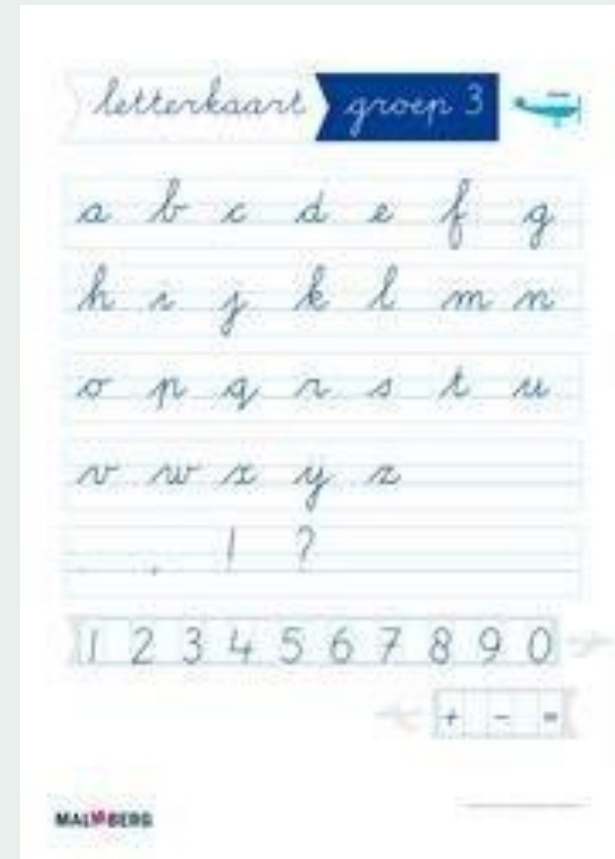 letterkaart groep 3
a b c d e f g
h i j k l m n
o p q r s t u
v w x y z
. , ! ?
1 2 3 4 5 6 7 8 9 0
+ - =
MALMBERG